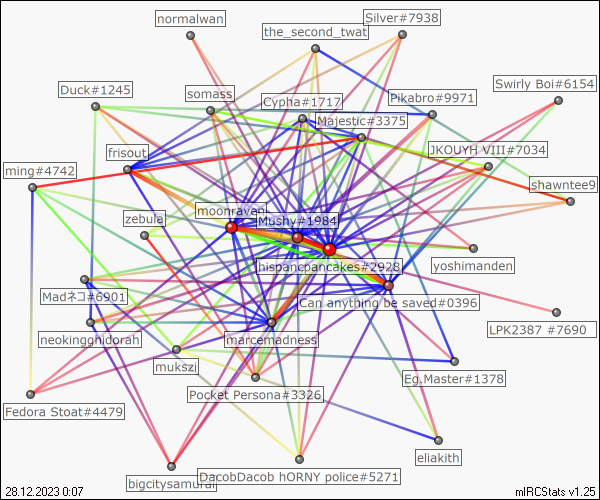 normalwan
Silver#7938
the_second_twat
Swirly Boi#6154
Duck#1245
somass
Cypha#1717
Pikabro#9971
Majestic#3375
frisout
JKOUYH VIII#7034
ming#4742
shawntee9
moonraven
zebula
Mushy#1984
hispanicpancakes#2928
yoshimanden
Madネコ#6901
Can anything be saved#0396
LPK2387 #7690
neokingghidorah
marcemadness
mukszi
Eg.Master#1378
Pocket Persona#3326
Fedora Stoat#4479
eliakith
DacobDacob hORNY police#5271
bigcitysamurai
28.12.2023 0:07
mIRCStats v1.25